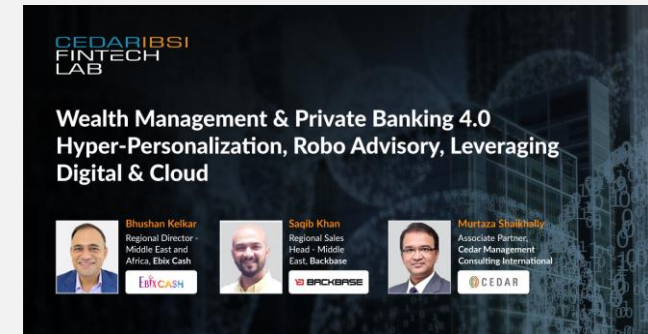 CEDARIBSI
FINTECH
LAB
Wealth Management & Private Banking 4.0
Hyper-Personalization, Robo Advisory, Leveraging
Digital & Cloud
Bhushan Kelkar
Regional Director -
Middle East and
Africa, Ebix Cash
EbixCASH
Saqib Khan
Regional Sales
Head - Middle
East, Backbase
BACKBASE
Murtaza Shaikhally
Associate Partner,
Cedar Management
Consulting International
CEDAR